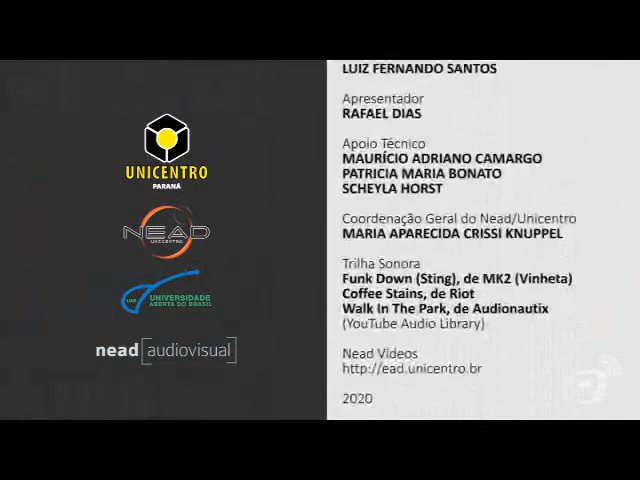 UNICENTRO
PARANÁ
NEAD
UNICENTRO
UAB UNIVERSIDADE
ABERTA DO BRASIL
nead[audiovisual]
LUIZ FERNANDO SANTOS
Apresentador
RAFAEL DIAS
Apoio Técnico
MAURÍCIO ADRIANO CAMARGO
PATRICIA MARIA BONATO
SCHEYLA HORST
Coordenação Geral do Nead/Unicentro
MARIA APARECIDA CRISSI KNUPPEL
Trilha Sonora
Funk Down (Sting), de MK2 (Vinheta)
Coffee Stains, de Riot
Walk In The Park, de Audionautix
(YouTube Audio Library)
Nead Vídeos
http://ead.unicentro.br
2020